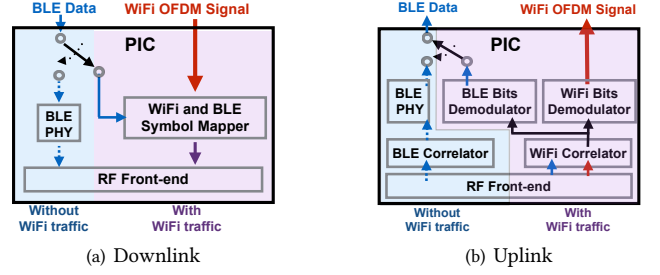 BLE Data
WiFi OFDM Signal
PIC
BLE
PHY
WiFi and BLE
Symbol Mapper
RF Front-end
Without
WiFi traffic
With
WiFi traffic
(a) Downlink
BLE Data
WiFi OFDM Signal
PIC
BLE
PHY
BLE Bits
Demodulator
WiFi Bits
Demodulator
BLE Correlator
WiFi Correlator
RF Front-end
Without
WiFi traffic
With
WiFi traffic
(b) Uplink